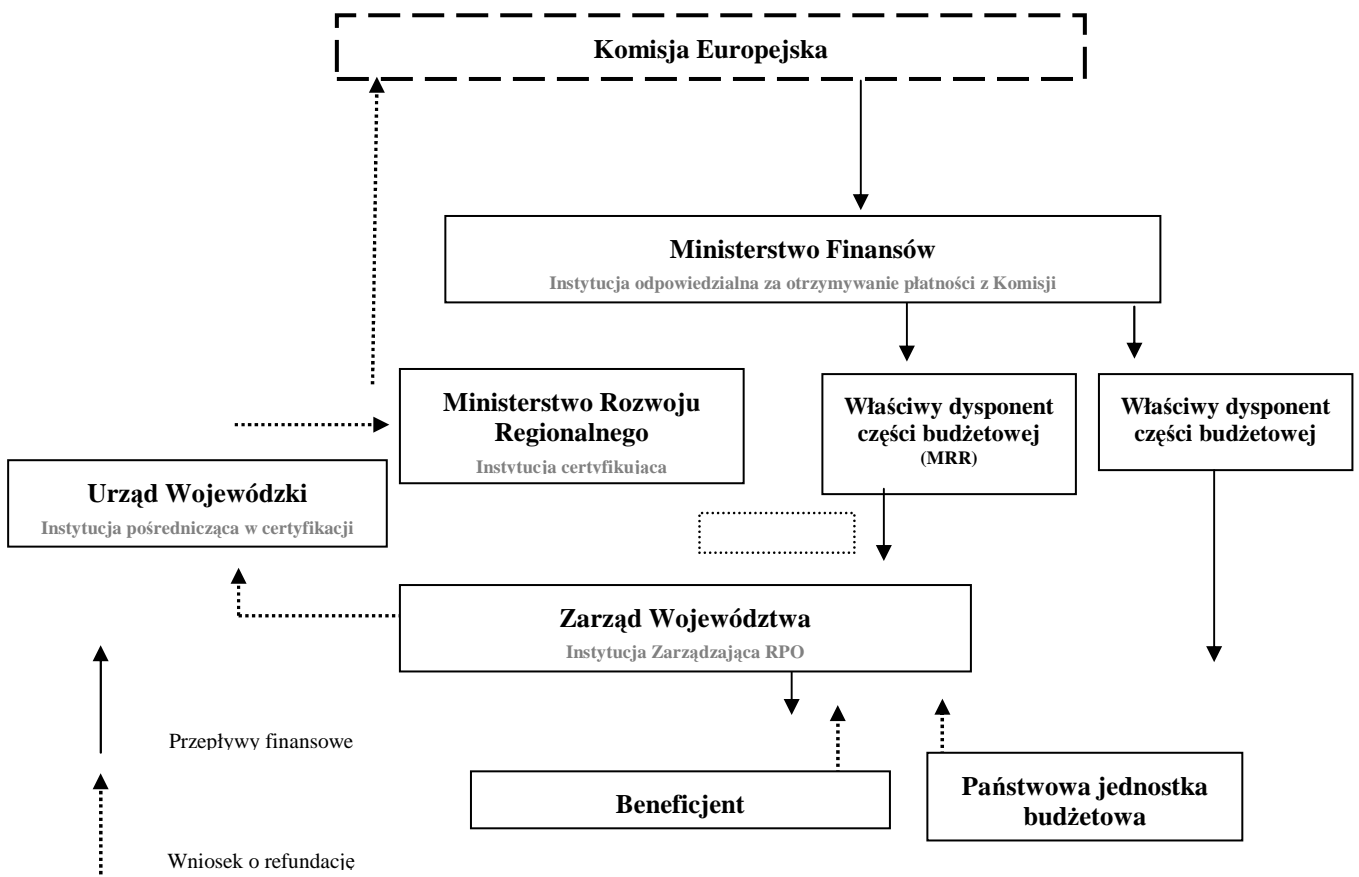 Komisja Europejska
Ministerstwo Finansów
Instytucja odpowiedzialna za otrzymywanie płatności z Komisji
Ministerstwo Rozwoju
Regionalnego
Instytucja certyfikująca
Właściwy dysponent
części budżetowej
(MRR)
Właściwy dysponent
części budżetowej
Urząd Wojewódzki
Instytucja pośrednicząca w certyfikacji
Zarząd Województwa
Instytucja Zarządzająca RPO
Przepływy finansowe
Beneficjent
Państwowa jednostka
budżetowa
Wniosek o refundację